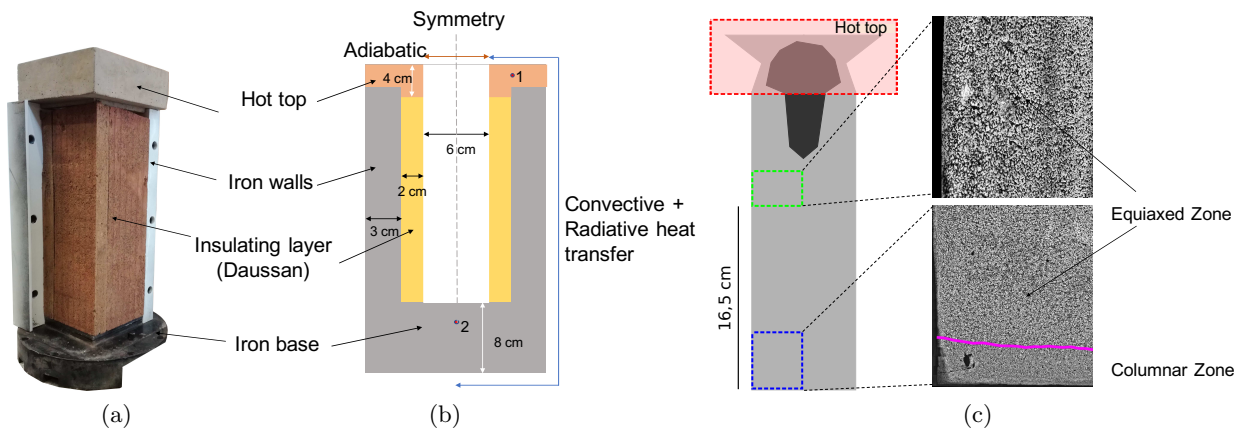 Symmetry
Adiabatic
Hot top
4 cm
1
6 cm
Iron walls
2 cm
3 cm
Insulating layer
(Daussan)
Convective +
Radiative heat
transfer
Iron base
2
8 cm
Hot top
16,5 cm
Equiaxed Zone
Columnar Zone
(a)
(b)
(c)